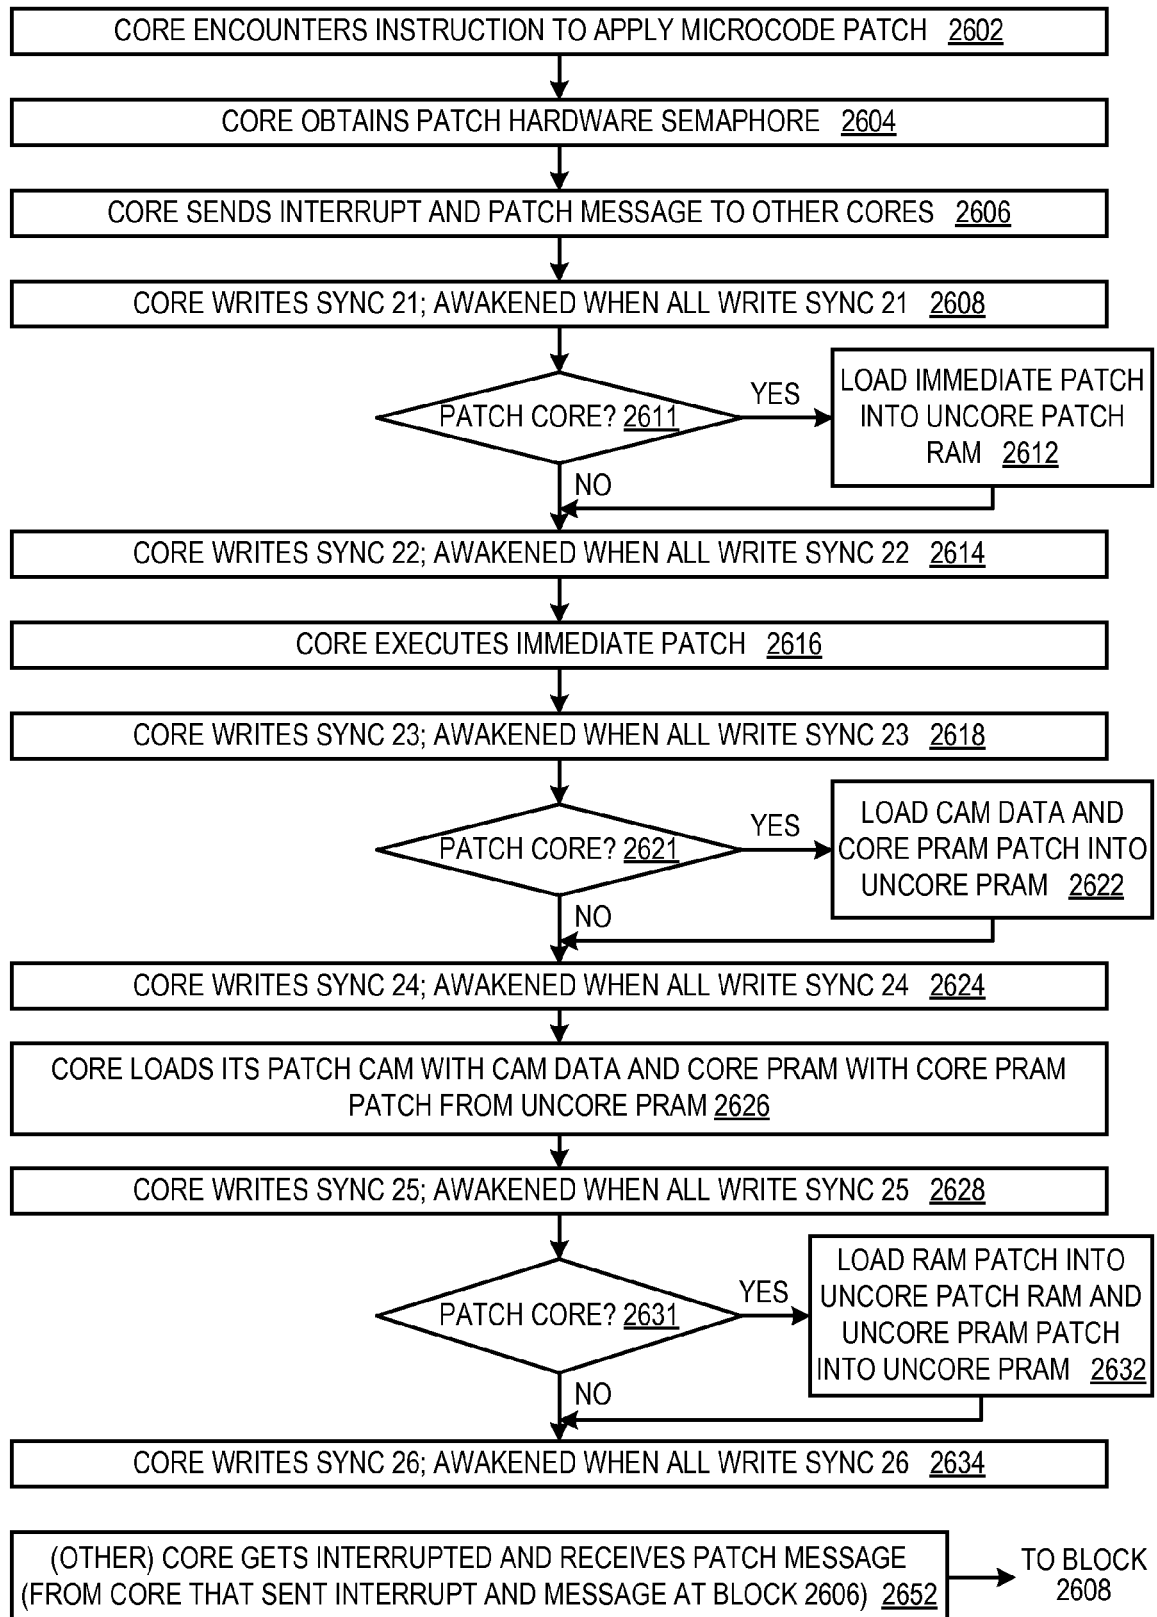 CORE ENCOUNTERS INSTRUCTION TO APPLY MICROCODE PATCH 2602
CORE OBTAINS PATCH HARDWARE SEMAPHORE 2604
CORE SENDS INTERRUPT AND PATCH MESSAGE TO OTHER CORES 2606
CORE WRITES SYNC 21; AWAKENED WHEN ALL WRITE SYNC 21 2608
PATCH CORE? 2611
YES
LOAD IMMEDIATE PATCH
INTO UNCORE PATCH
RAM 2612
NO
CORE WRITES SYNC 22; AWAKENED WHEN ALL WRITE SYNC 22 2614
CORE EXECUTES IMMEDIATE PATCH 2616
CORE WRITES SYNC 23; AWAKENED WHEN ALL WRITE SYNC 23 2618
PATCH CORE? 2621
YES
LOAD CAM DATA AND
CORE PRAM PATCH INTO
UNCORE PRAM 2622
NO
CORE WRITES SYNC 24; AWAKENED WHEN ALL WRITE SYNC 24 2624
CORE LOADS ITS PATCH CAM WITH CAM DATA AND CORE PRAM WITH CORE PRAM
PATCH FROM UNCORE PRAM 2626
CORE WRITES SYNC 25; AWAKENED WHEN ALL WRITE SYNC 25 2628
PATCH CORE? 2631
YES
LOAD RAM PATCH INTO
UNCORE PATCH RAM AND
UNCORE PRAM PATCH
INTO UNCORE PRAM 2632
NO
CORE WRITES SYNC 26; AWAKENED WHEN ALL WRITE SYNC 26 2634
(OTHER) CORE GETS INTERRUPTED AND RECEIVES PATCH MESSAGE
(FROM CORE THAT SENT INTERRUPT AND MESSAGE AT BLOCK 2606) 2652
TO BLOCK
2608